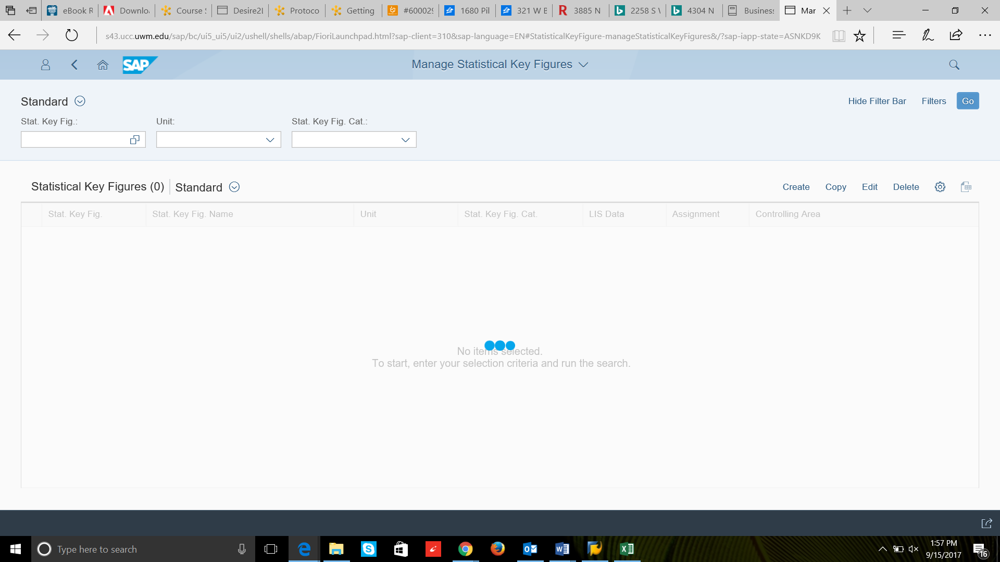 eBook R
Downlo
Course S
Desire2L
Protoco
Getting
#600029
1680 Pil
321 W B
3885 N
2258 S W
4304 N
Business
Mar
s43.ucc.uwm.edu/sap/bc/ui5_ui5/ui2/ushell/shells/abap/FioriLaunchpad.html?sap-client=310&sap-language=EN#StatisticalKeyFigure-manageStatisticalKeyFigures&/?sap-iapp-state=ASNKD9K
SAP
Manage Statistical Key Figures
Standard
Hide Filter Bar
Filters
Go
Stat. Key Fig.:
Unit:
Stat. Key Fig. Cat.:
Statistical Key Figures (0)
Standard
Create
Copy
Edit
Delete
Stat. Key Fig.
Stat. Key Fig. Name
Unit
Stat. Key Fig. Cat.
LIS Data
Assignment
Controlling Area
No items selected.
To start, enter your selection criteria and run the search.
Type here to search
1:57 PM
9/15/2017
16